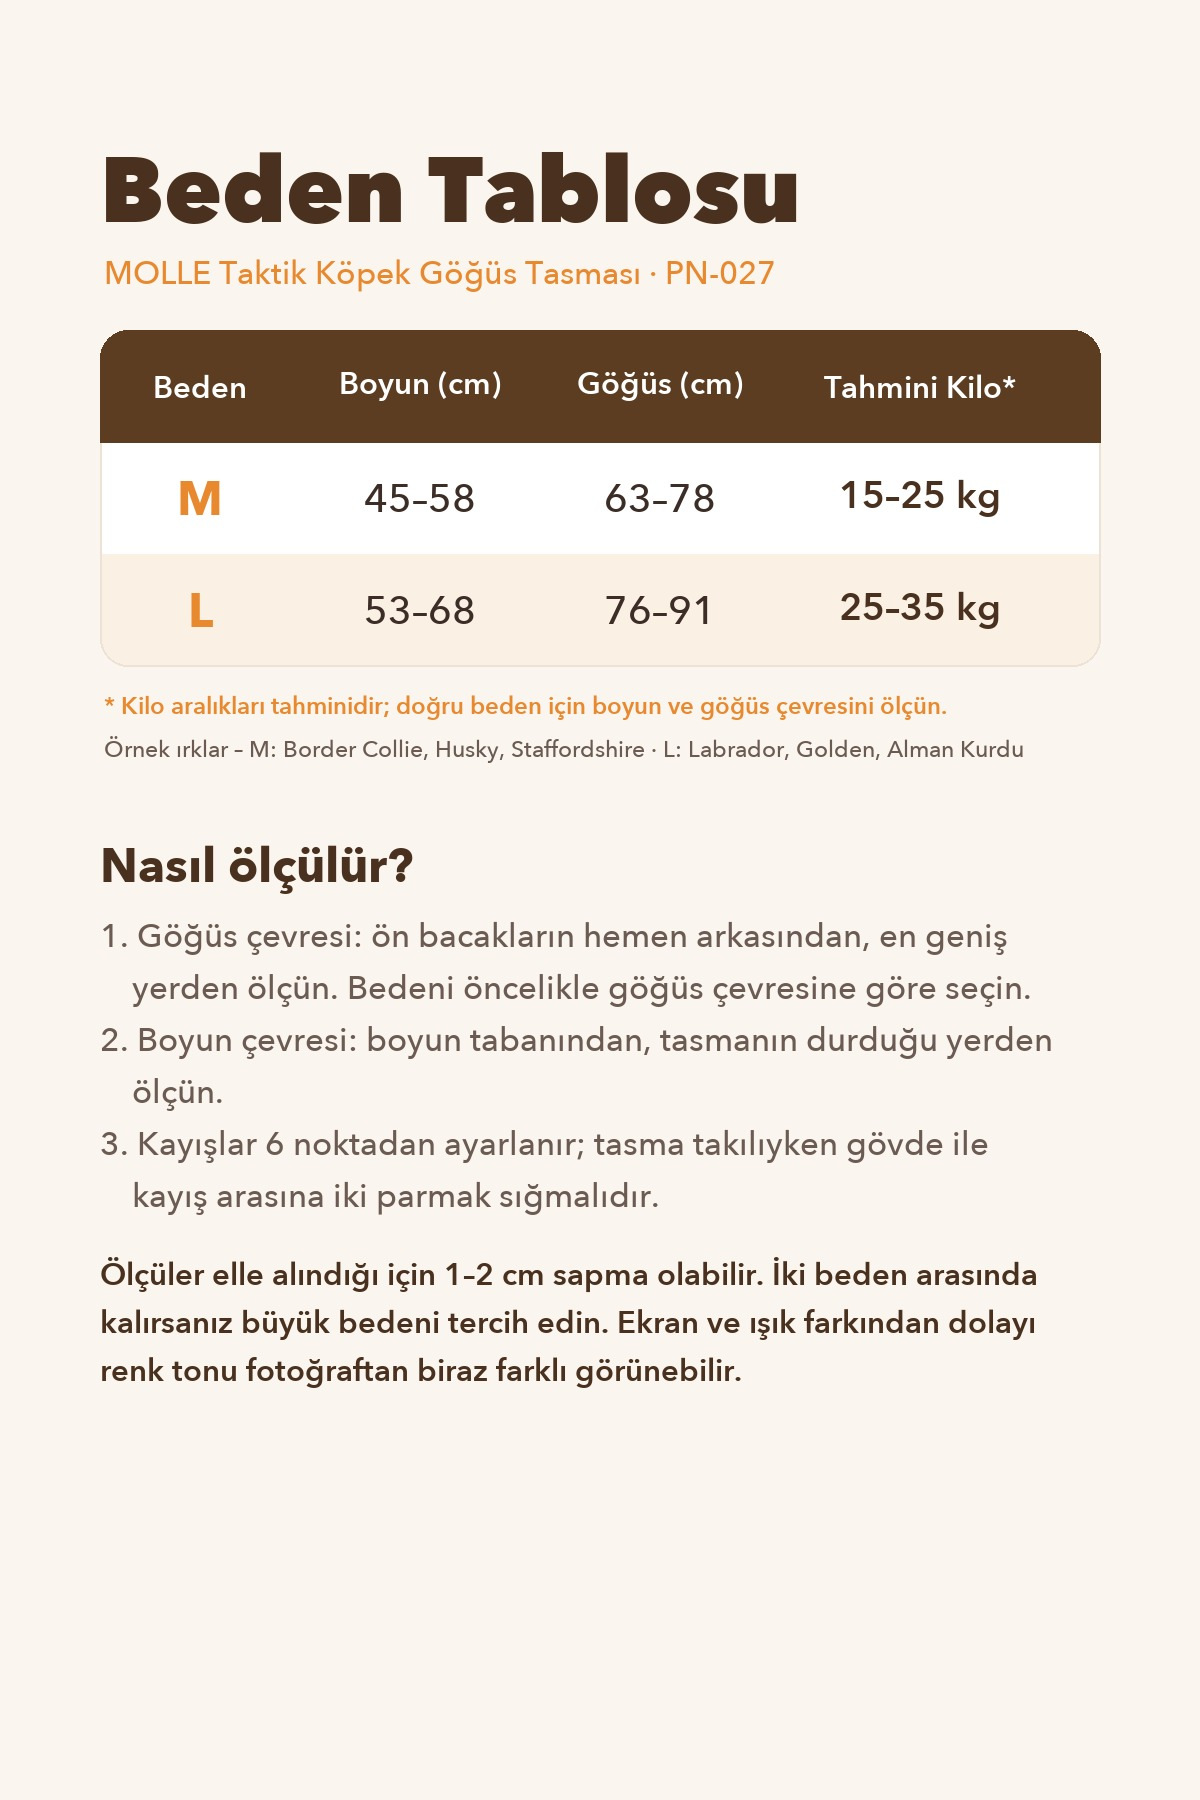 Beden Tablosu
MOLLE Taktik Köpek Göğüs Tasması · PN-027
Beden Boyun (cm) Göğüs (cm) Tahmini Kilo*
M 45–58 63–78 15–25 kg
L 53–68 76–91 25–35 kg
* Kilo aralıkları tahminidir; doğru beden için boyun ve göğüs çevresini ölçün.
Örnek ırklar – M: Border Collie, Husky, Staffordshire · L: Labrador, Golden, Alman Kurdu
Nasıl ölçülür?
1. Göğüs çevresi: ön bacakların hemen arkasından, en geniş
yerden ölçün. Bedeni öncelikle göğüs çevresine göre seçin.
2. Boyun çevresi: boyun tabanından, tasmanın durduğu yerden
ölçün.
3. Kayışlar 6 noktadan ayarlanır; tasma takılıyken gövde ile
kayış arasına iki parmak sığmalıdır.
Ölçüler elle alındığı için 1–2 cm sapma olabilir. İki beden arasında
kalırsanız büyük bedeni tercih edin. Ekran ve ışık farkından dolayı
renk tonu fotoğraftan biraz farklı görünebilir.